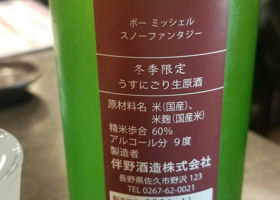 ボー ミッシェル
スノーファンタジー
冬季限定
うすにごり生原酒
原材料名 米(国産)、
米麹(国産米)
精米歩合 60%
アルコール分 9度
製造者
伴野酒造株式会社
長野県佐久市野沢 123
TEL 0267-62-0021